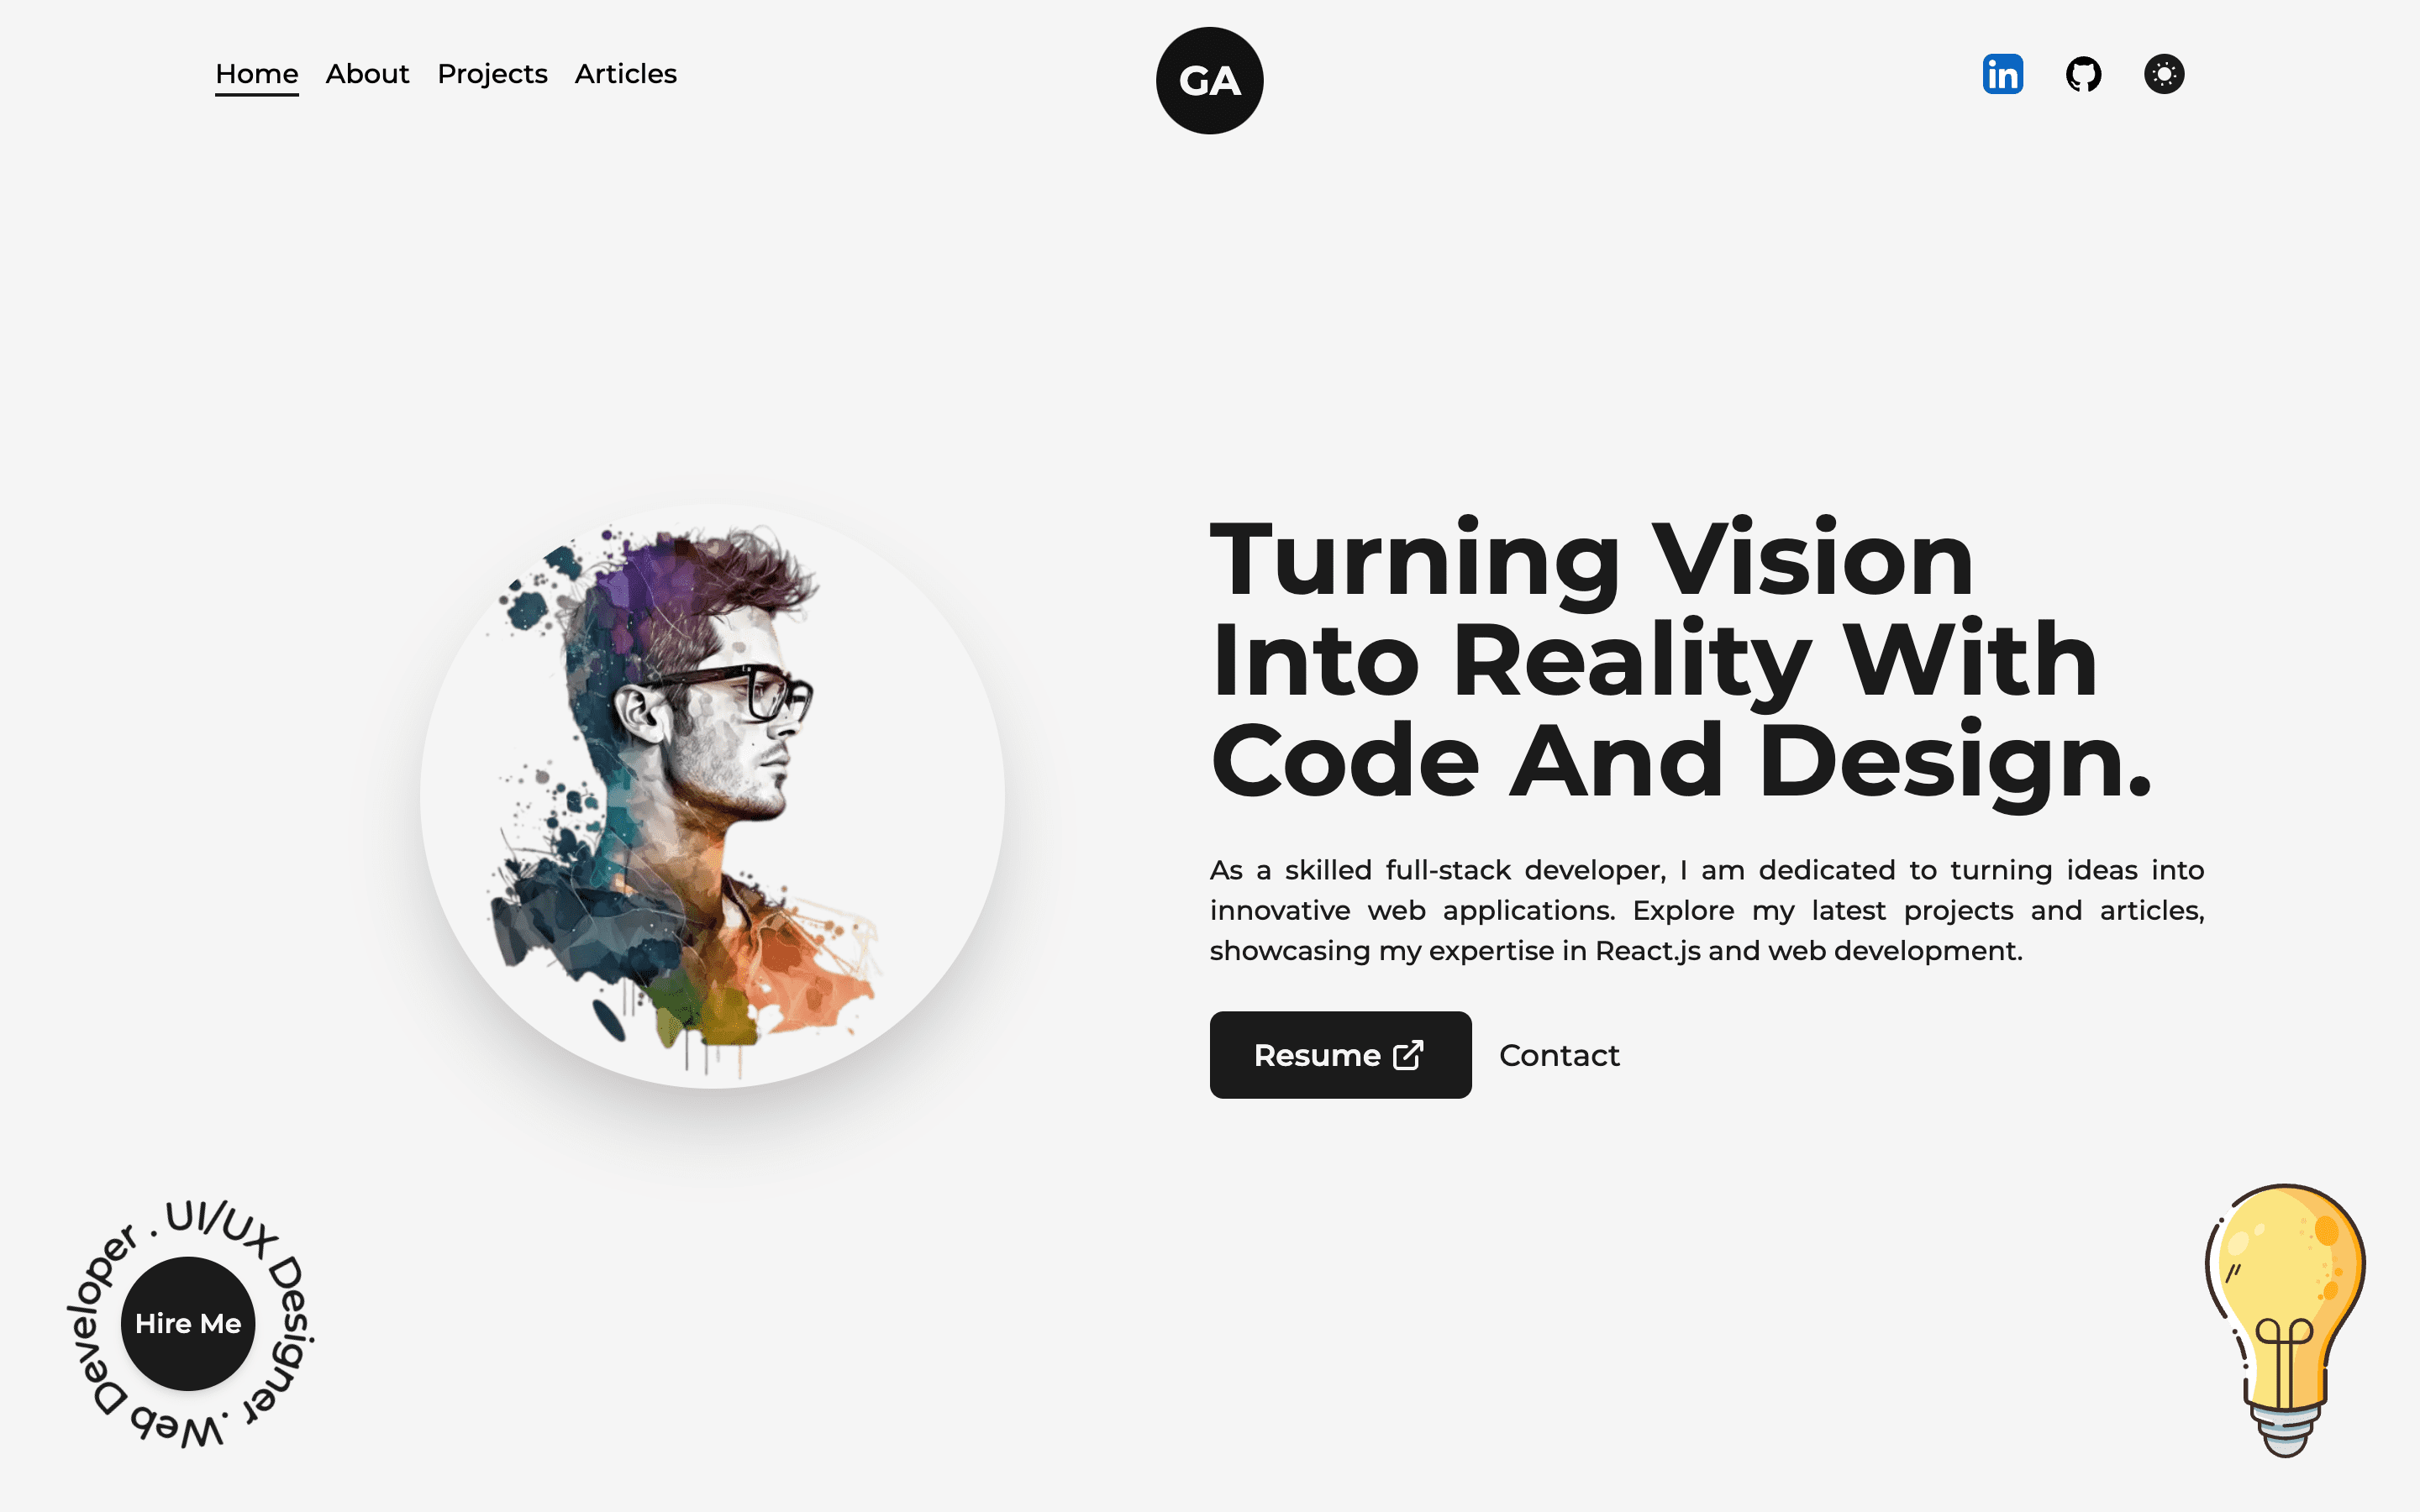 Home About Projects Articles
GA
in
Turning Vision
Into Reality With
Code And Design.
As a skilled full-stack developer, I am dedicated to turning ideas into
innovative web applications. Explore my latest projects and articles,
showcasing my expertise in React.js and web development.
Resume
Contact
UI/UX Designer . Web Developer .
Hire Me